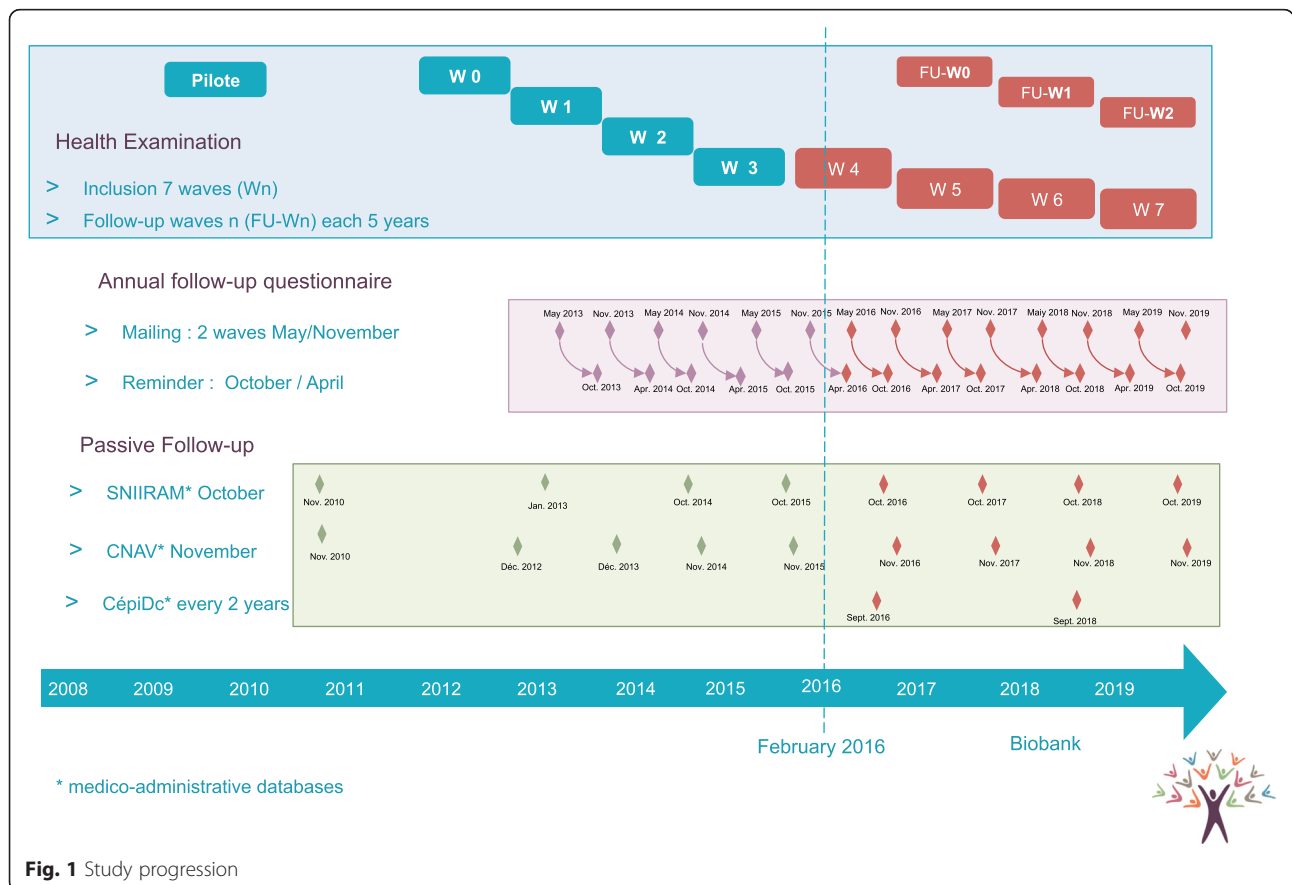 Pilote
W 0
W 1
W 2
W 3
W 4
W 5
W 6
W 7
FU-W0
FU-W1
FU-W2
Health Examination
> Inclusion 7 waves (Wn)
> Follow-up waves n (FU-Wn) each 5 years
Annual follow-up questionnaire
> Mailing : 2 waves May/November
May 2013 Nov. 2013 May 2014 Nov. 2014 May 2015 Nov. 2015 May 2016 Nov. 2016 May 2017 Nov. 2017 Maiy 2018 Nov. 2018 May 2019 Nov. 2019
> Reminder : October / April
Oct. 2013 Apr. 2014 Oct. 2014 Apr. 2015 Oct. 2015 Apr. 2016 Oct. 2016 Apr. 2017 Oct. 2017 Apr. 2018 Oct. 2018 Apr. 2019 Oct. 2019
Passive Follow-up
> SNIIRAM* October
Nov. 2010 Jan. 2013 Oct. 2014 Oct. 2015 Oct. 2016 Oct. 2017 Oct. 2018 Oct. 2019
> CNAV* November
Nov. 2010 Déc. 2012 Déc. 2013 Nov. 2014 Nov. 2015 Nov. 2016 Nov. 2017 Nov. 2018 Nov. 2019
> CépiDc* every 2 years
Sept. 2016 Sept. 2018
2008 2009 2010 2011 2012 2013 2014 2015 2016 2017 2018 2019
February 2016
Biobank
* medico-administrative databases
Fig. 1 Study progression